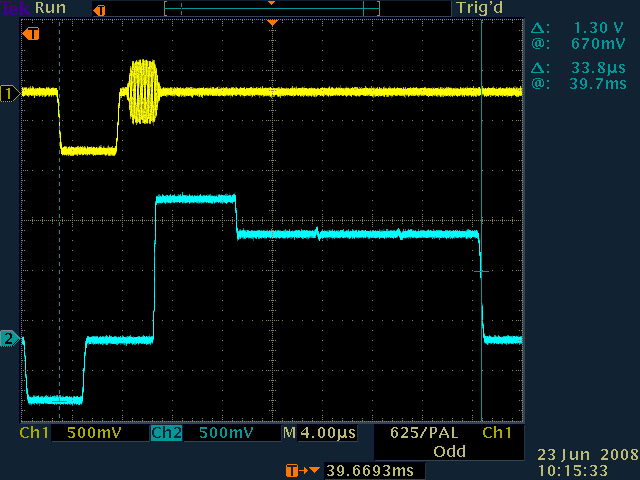 Tek Run T Trig'd
T
Δ: 1.30 V
@: 670mV
Δ: 33.8µs
@: 39.7ms
1
2
Ch1 500mV Ch2 500mV M 4.00µs 625/PAL Ch1
Odd
T 39.6693ms
23 Jun 2008
10:15:33